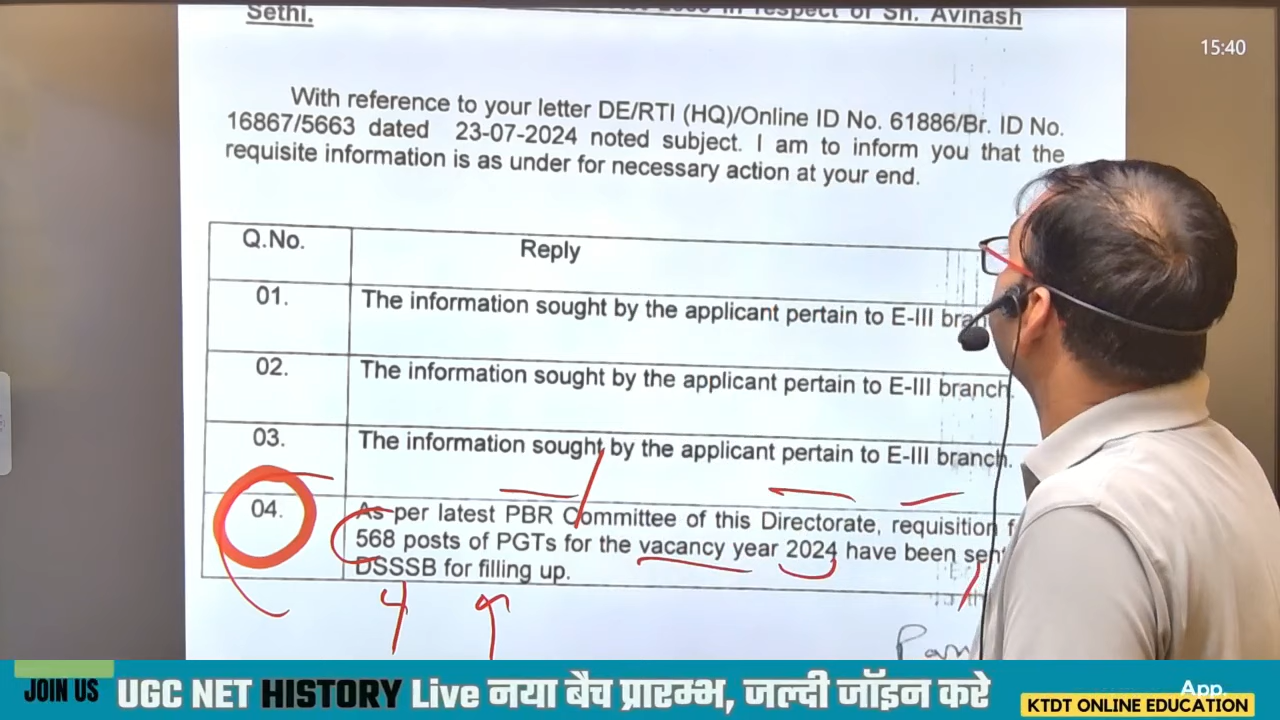 in respect of Sh. Avinash
Sethi.
15:40
With reference to your letter DE/RTI (HQ)/Online ID No. 61886/Br. ID No.
16867/5663 dated 23-07-2024 noted subject. I am to inform you that the
requisite information is as under for necessary action at your end.
Q.No. Reply
01. The information sought by the applicant pertain to E-III
02. The information sought by the applicant pertain to E-III branch.
03. The information sought by the applicant pertain to E-III branch.
04. As per latest PBR Committee of this Directorate, requisition
568 posts of PGTs for the vacancy year 2024 have been sent
DSSSB for filling up.
JOIN US UGC NET HISTORY Live नया बैच प्रारम्भ, जल्दी जॉइन करे App.
KTDT ONLINE EDUCATION